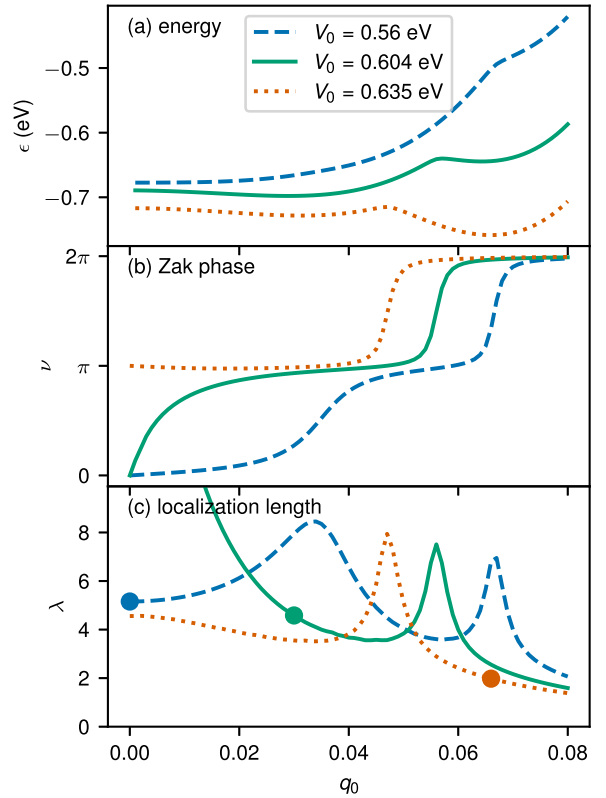 (a) energy
V₀ = 0.56 eV
V₀ = 0.604 eV
V₀ = 0.635 eV
ϵ (eV)
−0.5
−0.6
−0.7
(b) Zak phase
ν
2π
π
0
(c) localization length
λ
8
6
4
2
0
0.00 0.02 0.04 0.06 0.08
q₀